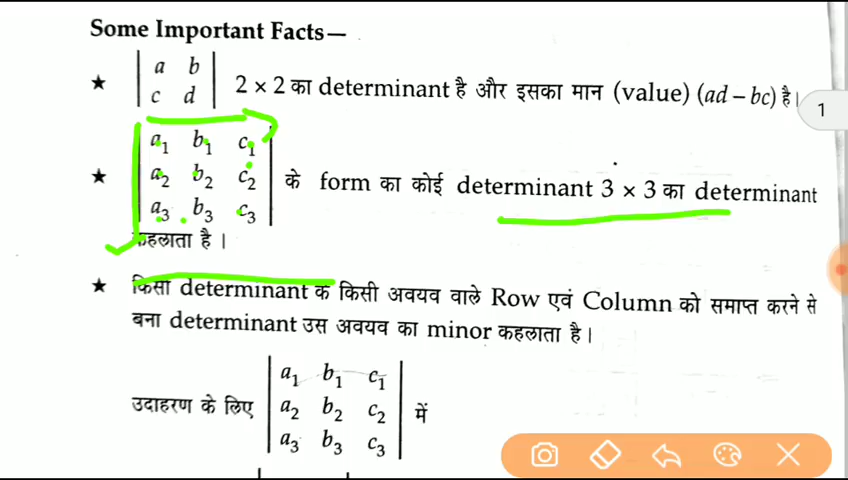 Some Important Facts—
★ | a b | 2 × 2 का determinant है और इसका मान (value) (ad – bc) है।
| c d |
1
| a₁ b₁ c₁ |
★ | a₂ b₂ c₂ | के form का कोई determinant 3 × 3 का determinant
| a₃ b₃ c₃ |
कहलाता है।
★ किसी determinant के किसी अवयव वाले Row एवं Column को समाप्त करने से
बना determinant उस अवयव का minor कहलाता है।
| a₁ b₁ c₁ |
उदाहरण के लिए | a₂ b₂ c₂ | में
| a₃ b₃ c₃ |